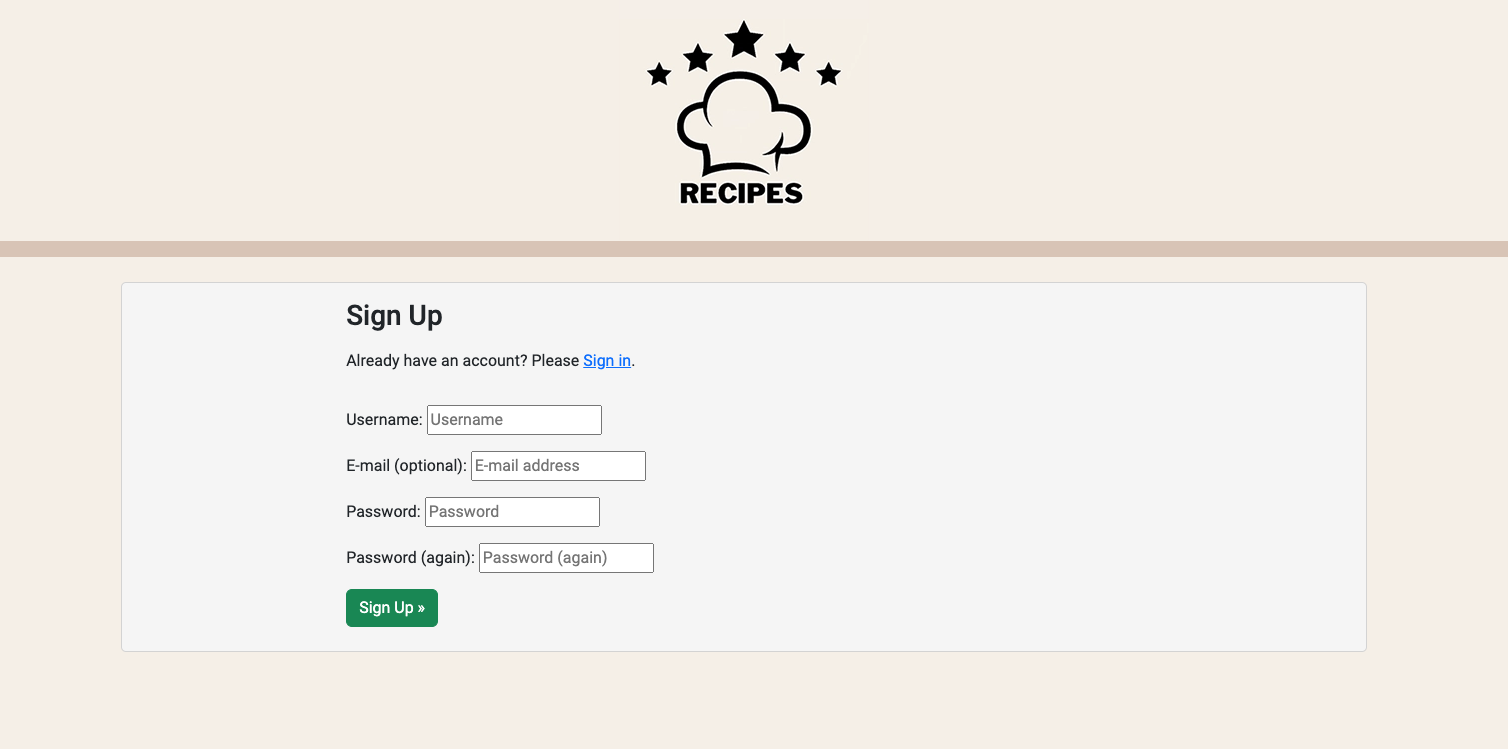 RECIPES
Sign Up
Already have an account? Please Sign in.
Username: Username
E-mail (optional): E-mail address
Password: Password
Password (again): Password (again)
Sign Up »